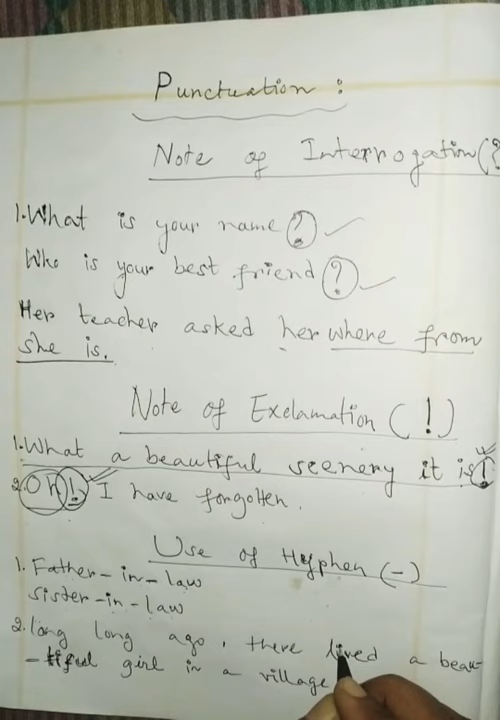 Punctuation :
Note of Interrogation (?
1. What is your name ?
Who is your best friend ?
Her teacher asked her where from
she is.
Note of Exclamation ( ! )
1. What a beautiful scenery it is !
2. Oh ! I have forgotten.
Use of Hyphen (-)
1. Father-in-law
Sister-in-law
2. long long ago, there lived a beau-
-tiful girl in a village